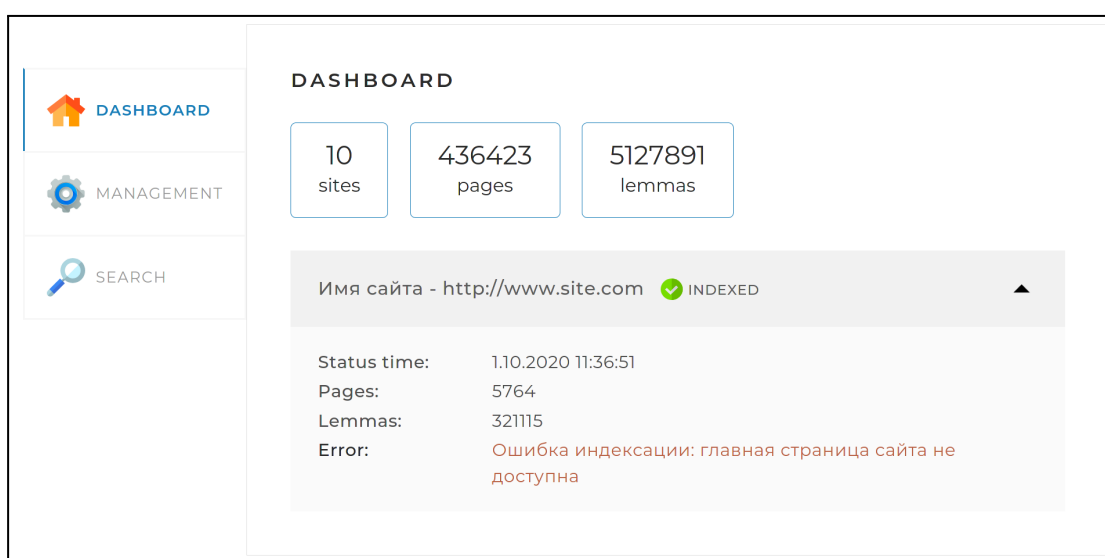 DASHBOARD
MANAGEMENT
SEARCH
DASHBOARD
10
sites
436423
pages
5127891
lemmas
Имя сайта - http://www.site.com INDEXED
Status time: 1.10.2020 11:36:51
Pages: 5764
Lemmas: 321115
Error: Ошибка индексации: главная страница сайта не
доступна